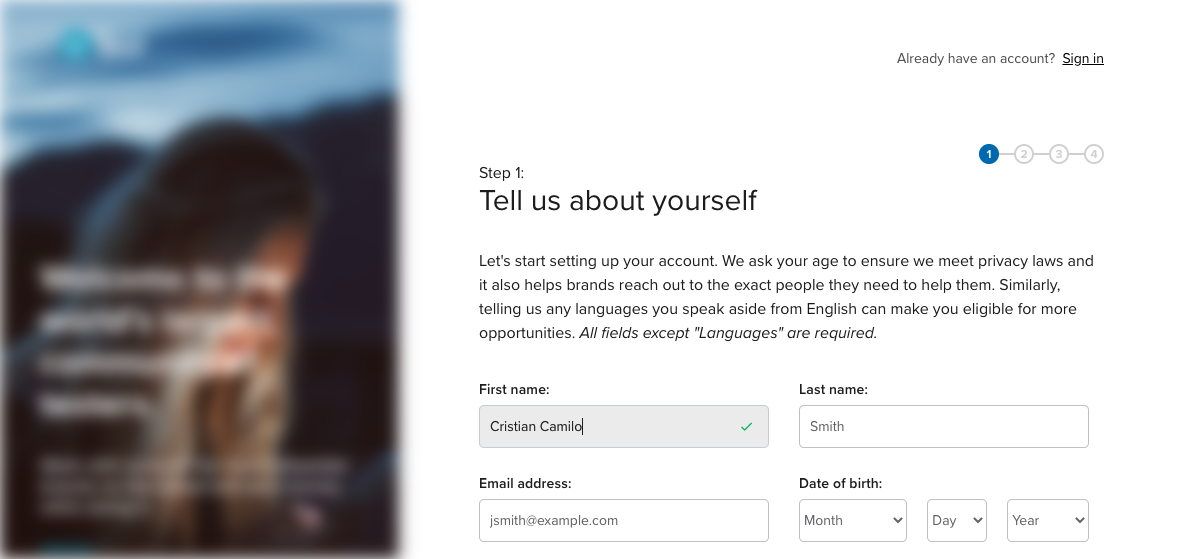 Already have an account? Sign in
1 2 3 4
Step 1:
Tell us about yourself
Let's start setting up your account. We ask your age to ensure we meet privacy laws and
it also helps brands reach out to the exact people they need to help them. Similarly,
telling us any languages you speak aside from English can make you eligible for more
opportunities. All fields except "Languages" are required.
First name:
Last name:
Cristian Camilo
Smith
Email address:
Date of birth:
jsmith@example.com
Month
Day
Year
Welcome to the